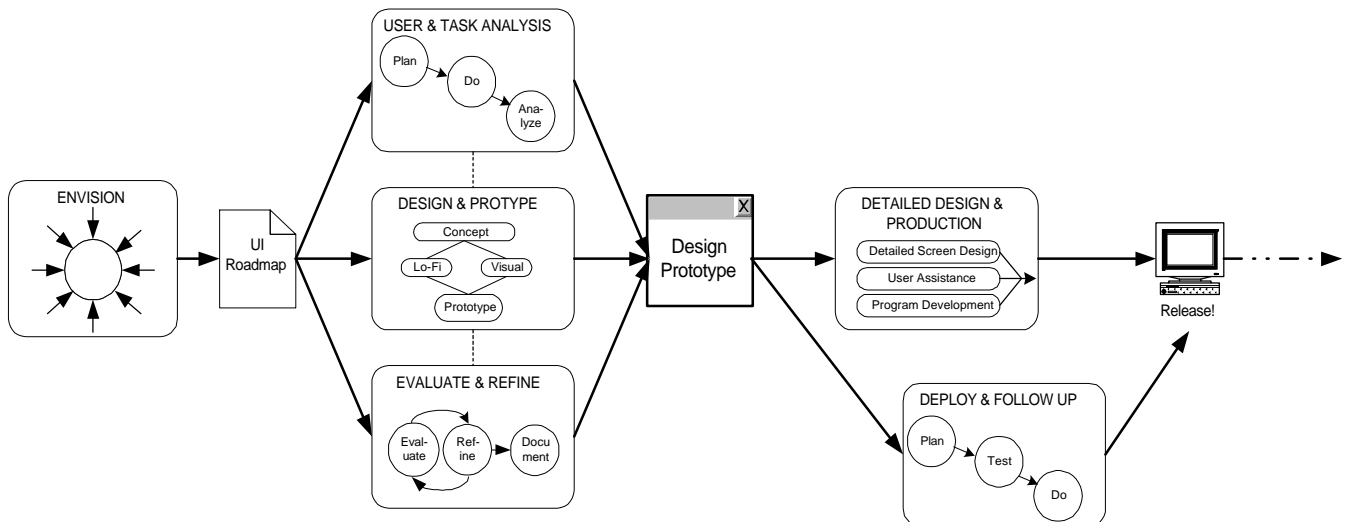 USER & TASK ANALYSIS
Plan
Do
Ana-
lyze
ENVISION
UI
Roadmap
DESIGN & PROTYPE
Concept
Lo-Fi
Visual
Prototype
EVALUATE & REFINE
Eval-
uate
Ref-
ine
Docu
ment
X
Design
Prototype
DETAILED DESIGN &
PRODUCTION
Detailed Screen Design
User Assistance
Program Development
Release!
DEPLOY & FOLLOW UP
Plan
Test
Do